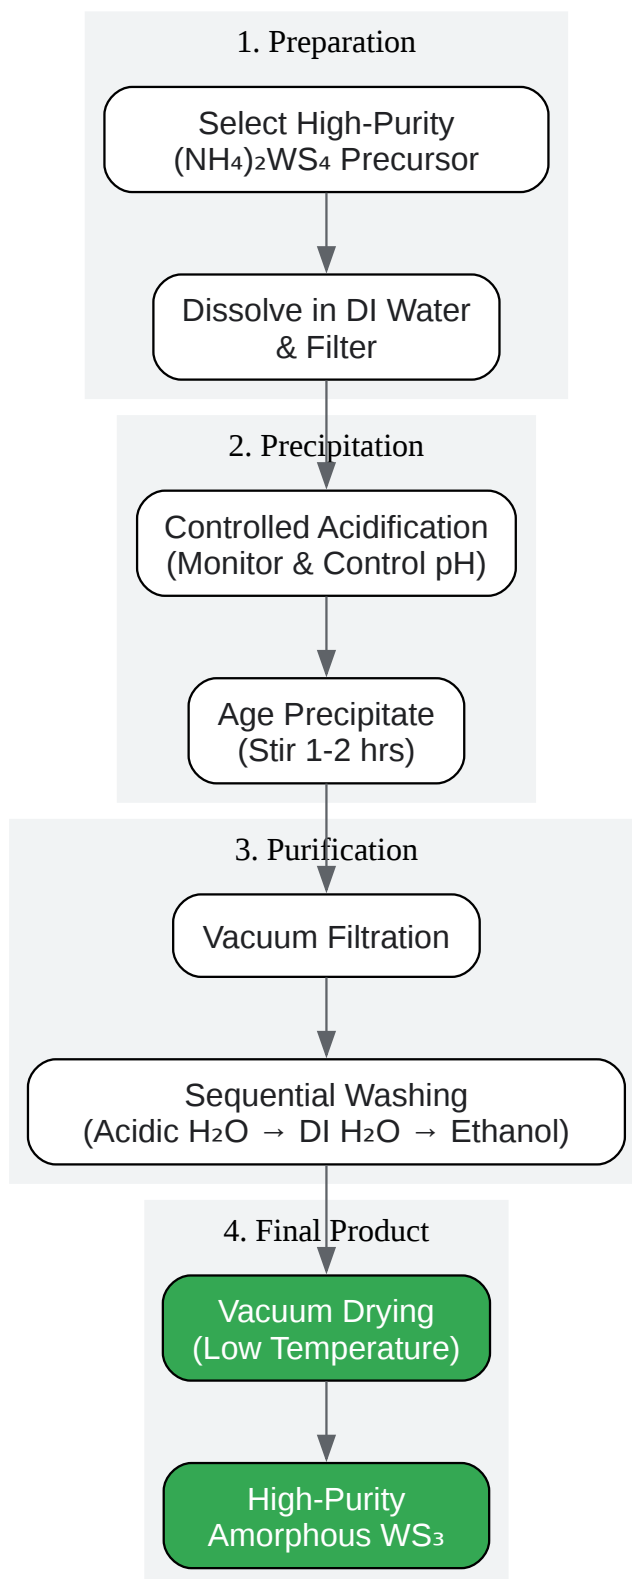 1. Preparation
Select High-Purity
(NH₄)₂WS₄ Precursor
Dissolve in DI Water
& Filter
2. Precipitation
Controlled Acidification
(Monitor & Control pH)
Age Precipitate
(Stir 1-2 hrs)
3. Purification
Vacuum Filtration
Sequential Washing
(Acidic H₂O → DI H₂O → Ethanol)
4. Final Product
Vacuum Drying
(Low Temperature)
High-Purity
Amorphous WS₃